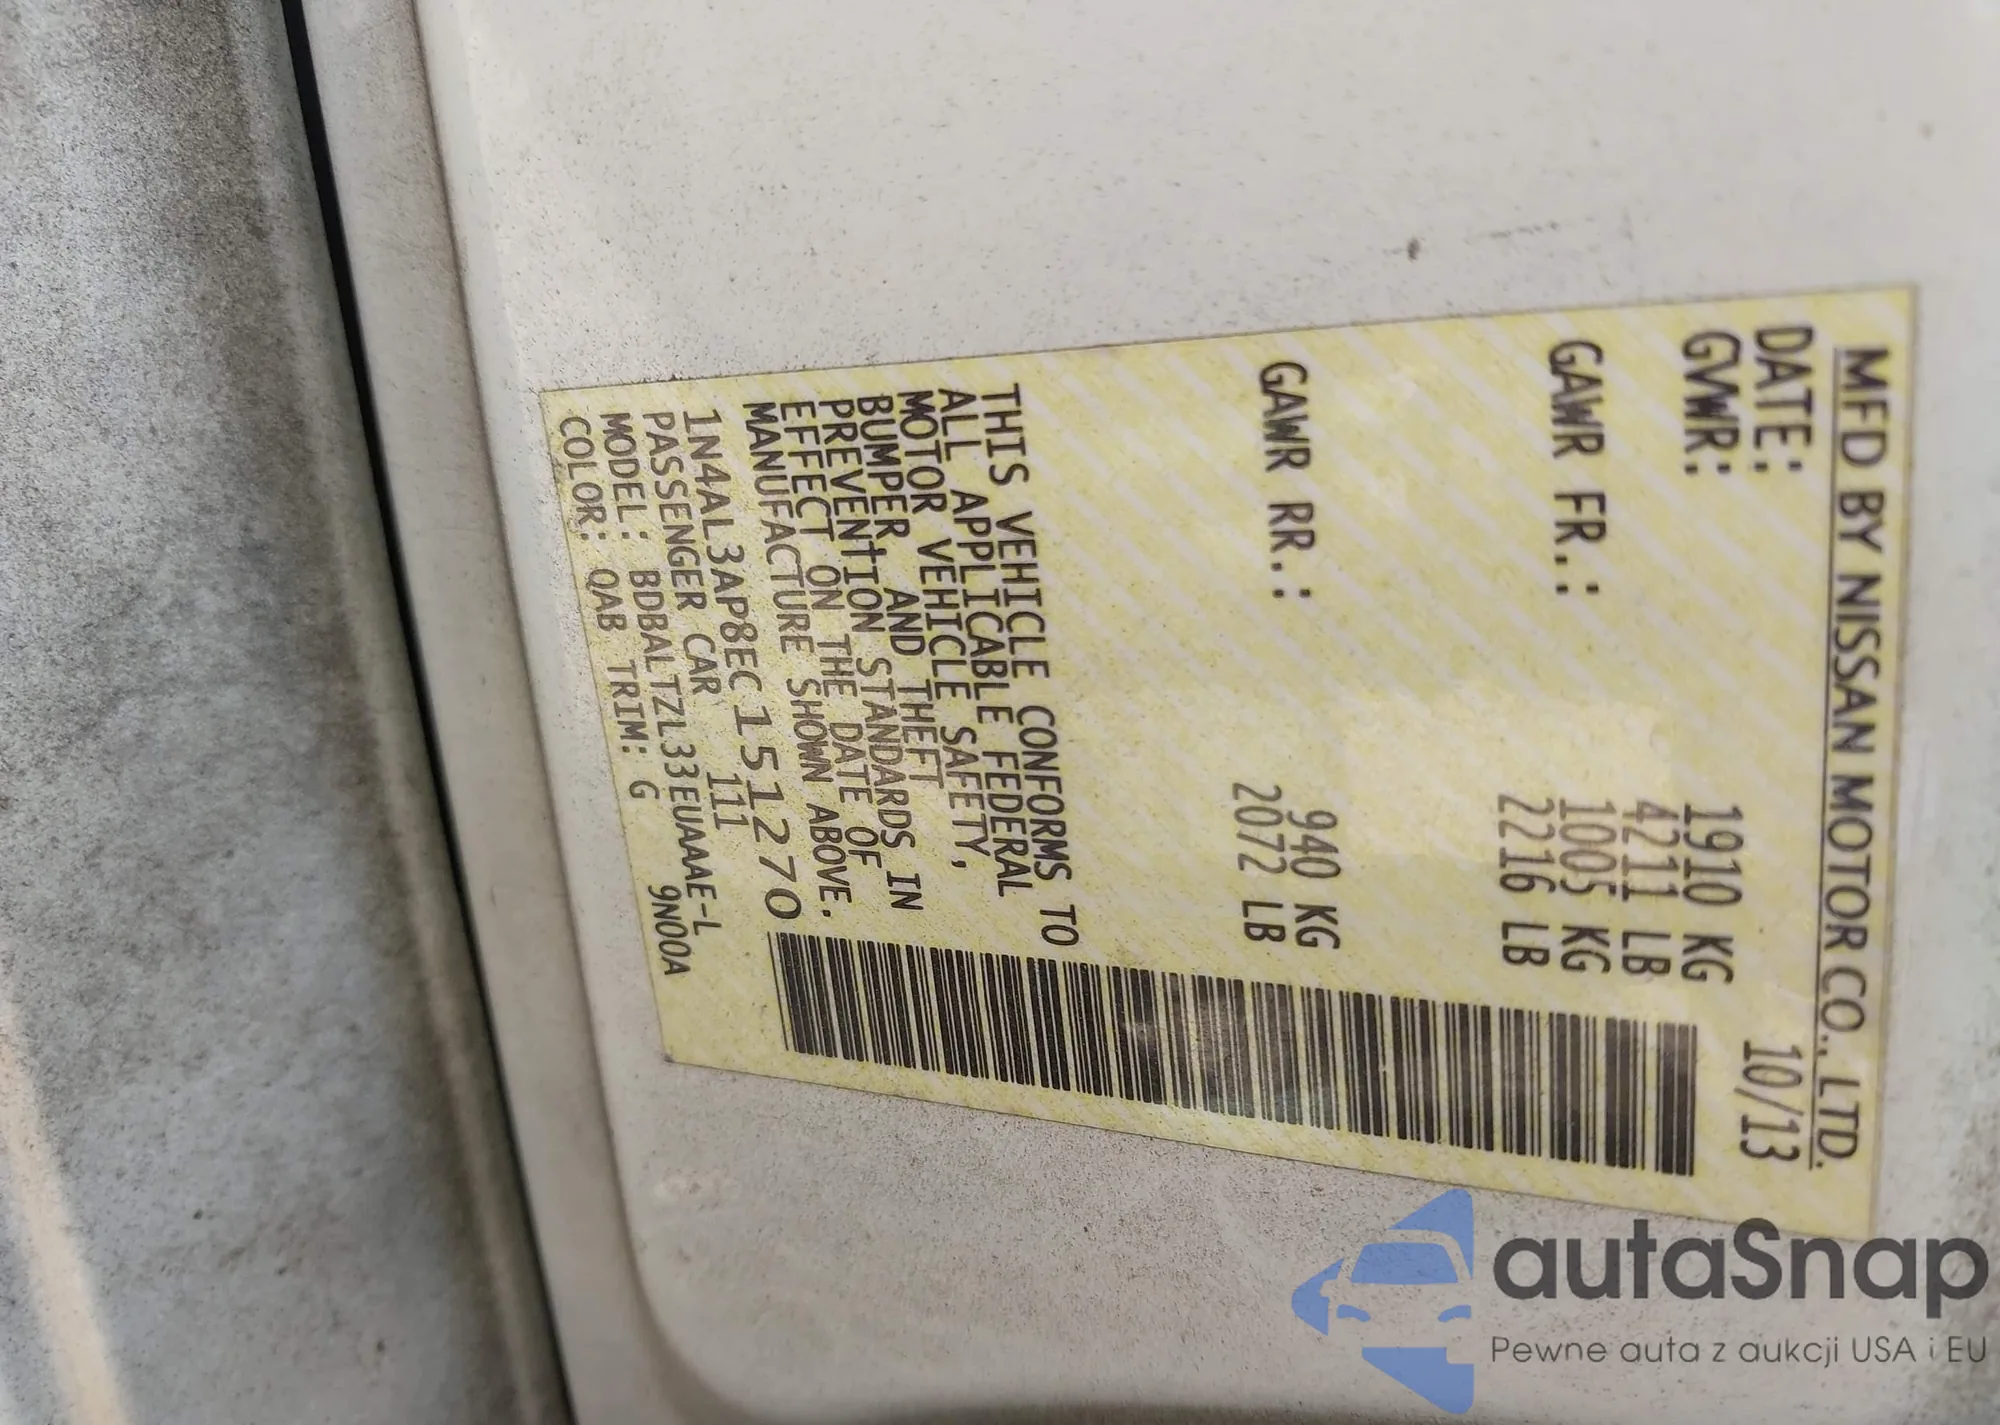 MFD BY NISSAN MOTOR CO., LTD.
DATE: 10/13
GVWR: 1910 KG
4211 LB
GAWR FR.: 1005 KG
2216 LB
GAWR RR.: 940 KG
2072 LB
THIS VEHICLE CONFORMS TO
ALL APPLICABLE FEDERAL
MOTOR VEHICLE SAFETY,
BUMPER, AND THEFT
PREVENTION STANDARDS IN
EFFECT ON THE DATE OF
MANUFACTURE SHOWN ABOVE.
1N4AL3AP8EC151270
PASSENGER CAR 111
MODEL: BDBALTZL33EUAAAE-L
COLOR: QAB TRIM: G 9N00A
autaSnap
Pewne auta z aukcji USA i EU